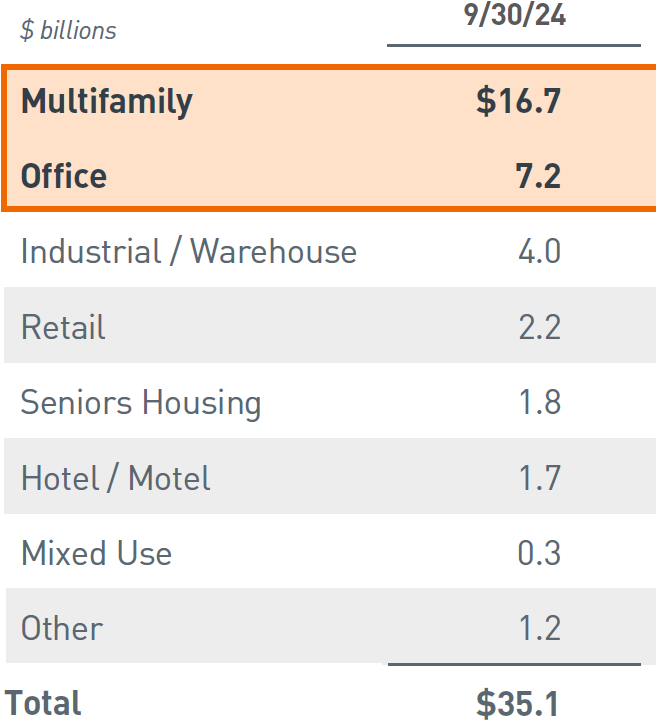 $ billions 9/30/24
Multifamily $16.7
Office 7.2
Industrial / Warehouse 4.0
Retail 2.2
Seniors Housing 1.8
Hotel / Motel 1.7
Mixed Use 0.3
Other 1.2
Total $35.1